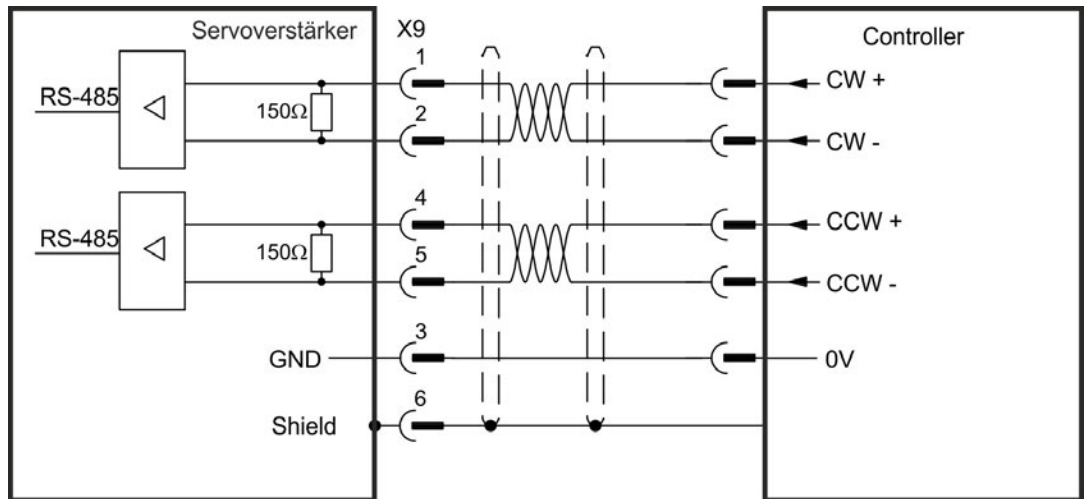 Servoverstärker
X9
Controller
1
RS-485
150Ω
CW +
2
CW -
4
RS-485
150Ω
CCW +
5
CCW -
3
GND
0V
6
Shield